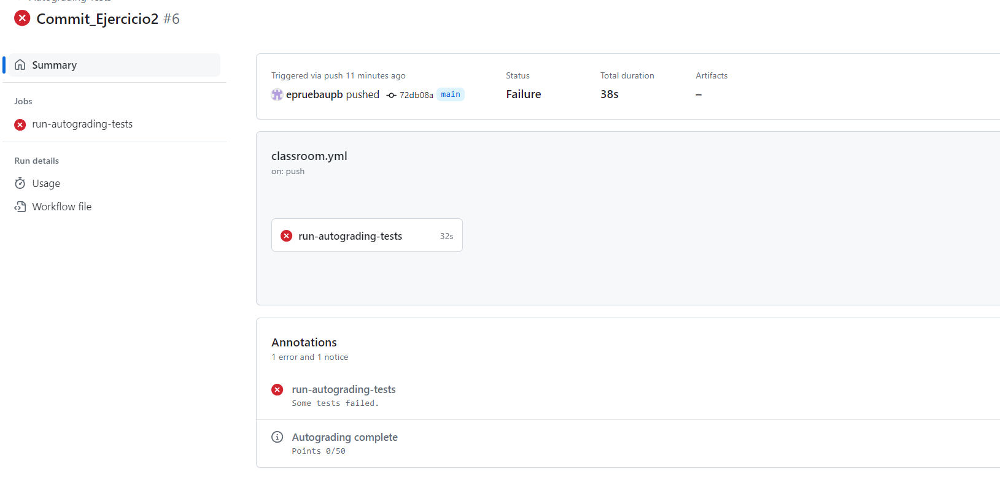 Autograding Tests
Commit_Ejercicio2 #6
Summary
Jobs
run-autograding-tests
Run details
Usage
Workflow file
Triggered via push 11 minutes ago
epruebaupb pushed 72db08a main
Status
Failure
Total duration
38s
Artifacts
–
classroom.yml
on: push
run-autograding-tests 32s
Annotations
1 error and 1 notice
run-autograding-tests
Some tests failed.
Autograding complete
Points 0/50